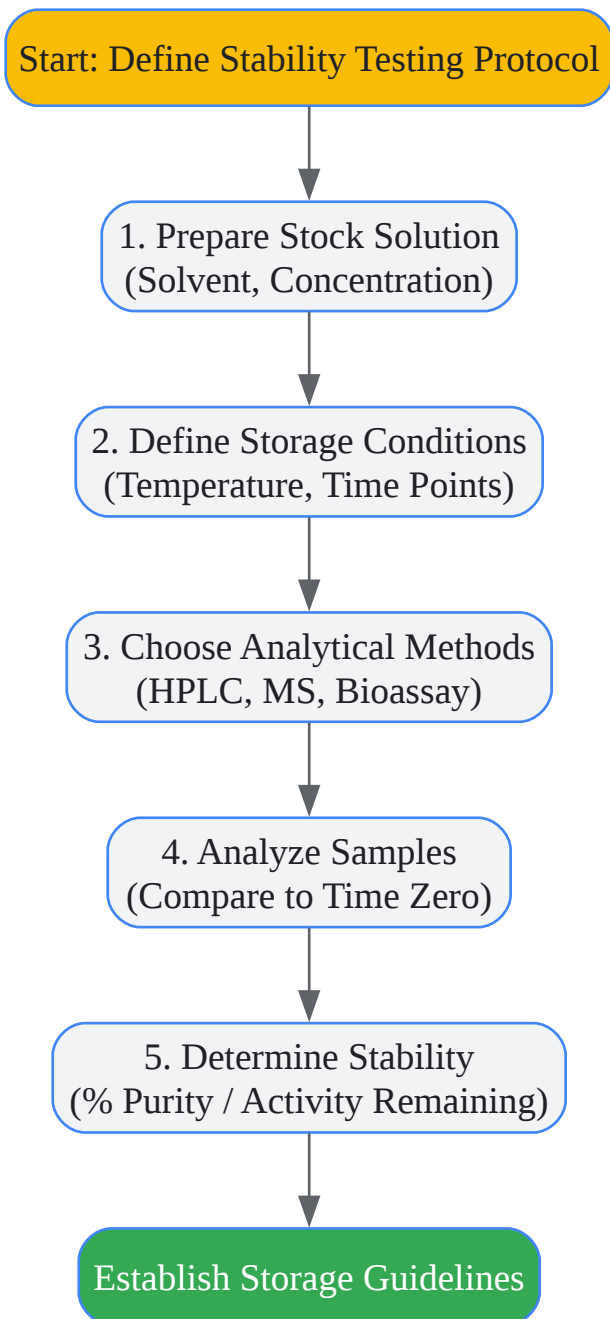 Start: Define Stability Testing Protocol
1. Prepare Stock Solution
(Solvent, Concentration)
2. Define Storage Conditions
(Temperature, Time Points)
3. Choose Analytical Methods
(HPLC, MS, Bioassay)
4. Analyze Samples
(Compare to Time Zero)
5. Determine Stability
(% Purity / Activity Remaining)
Establish Storage Guidelines